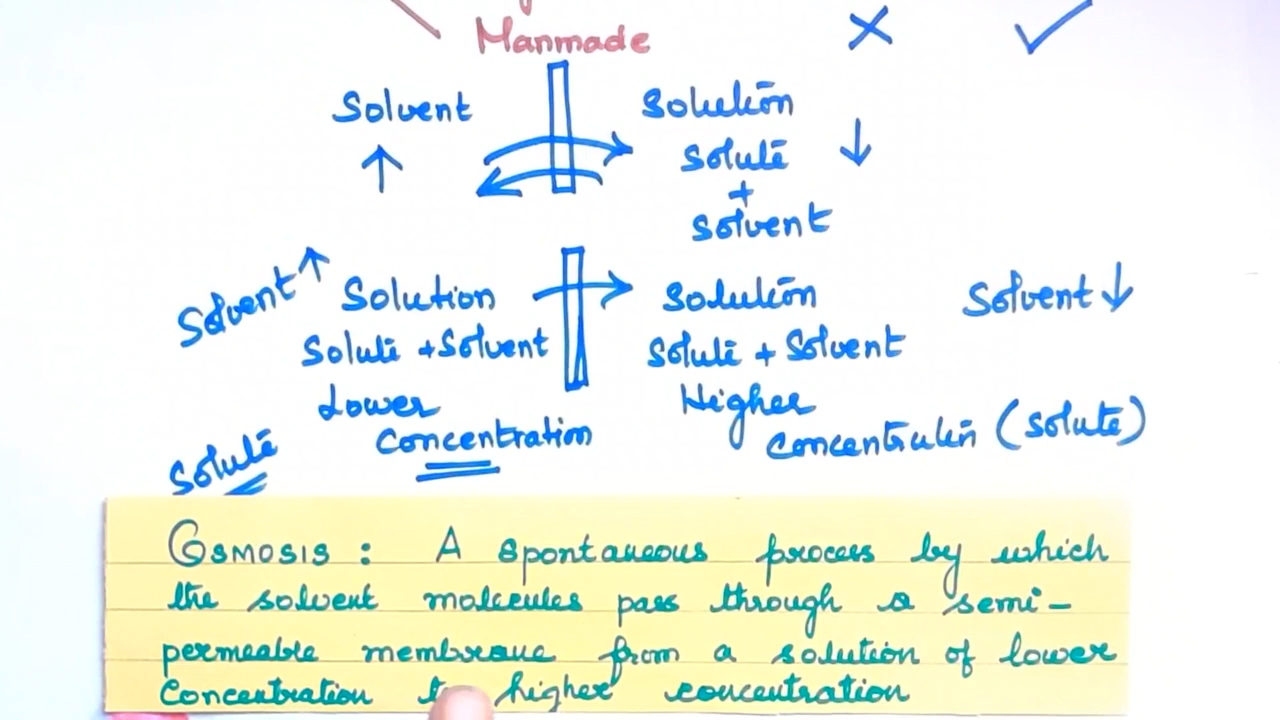 Manmade
Solvent Solution
Solute
+
Solvent
Solvent Solution Solution Solvent
Solute + Solvent Solute + Solvent
Lower Higher
Concentration Concentration (Solute)
Solute
OSMOSIS : A spontaneous process by which
the solvent molecules pass through a semi-
permeable membrane from a solution of lower
Concentration to higher concentration